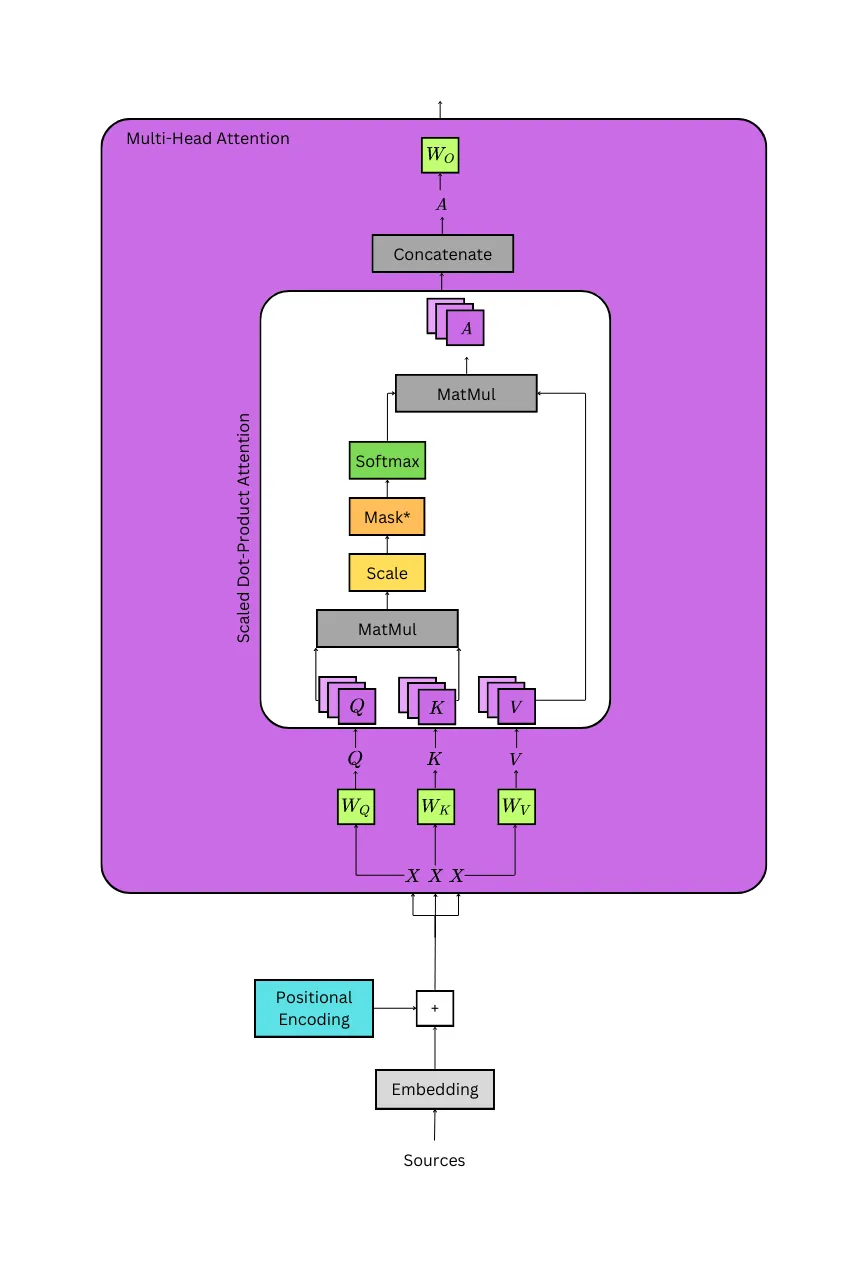 Multi-Head Attention
W_O
A
Concatenate
A
MatMul
Softmax
Mask*
Scale
MatMul
Scaled Dot-Product Attention
Q K V
Q K V
W_Q W_K W_V
X X X
Positional
Encoding
+
Embedding
Sources